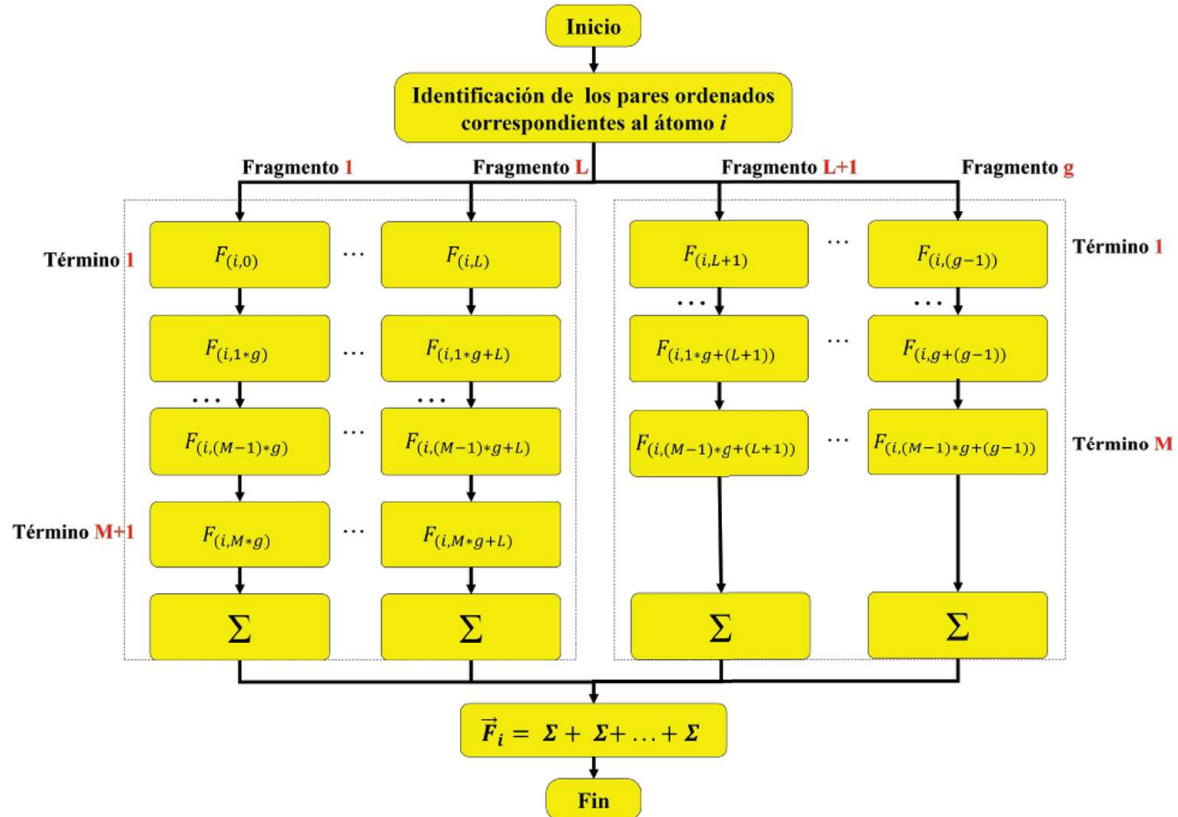 Inicio
Identificación de los pares ordenados
correspondientes al átomo i
Fragmento 1
Fragmento L
Fragmento L+1
Fragmento g
Término 1
F(i,0)
...
F(i,L)
F(i,L+1)
...
F(i,(g−1))
Término 1
...
...
F(i,1∗g)
...
F(i,1∗g+L)
F(i,1∗g+(L+1))
...
F(i,g+(g−1))
...
...
F(i,(M−1)∗g)
...
F(i,(M−1)∗g+L)
F(i,(M−1)∗g+(L+1))
...
F(i,(M−1)∗g+(g−1))
Término M
Término M+1
F(i,M∗g)
...
F(i,M∗g+L)
Σ
Σ
Σ
Σ
F⃗i = Σ + Σ+ ...+ Σ
Fin